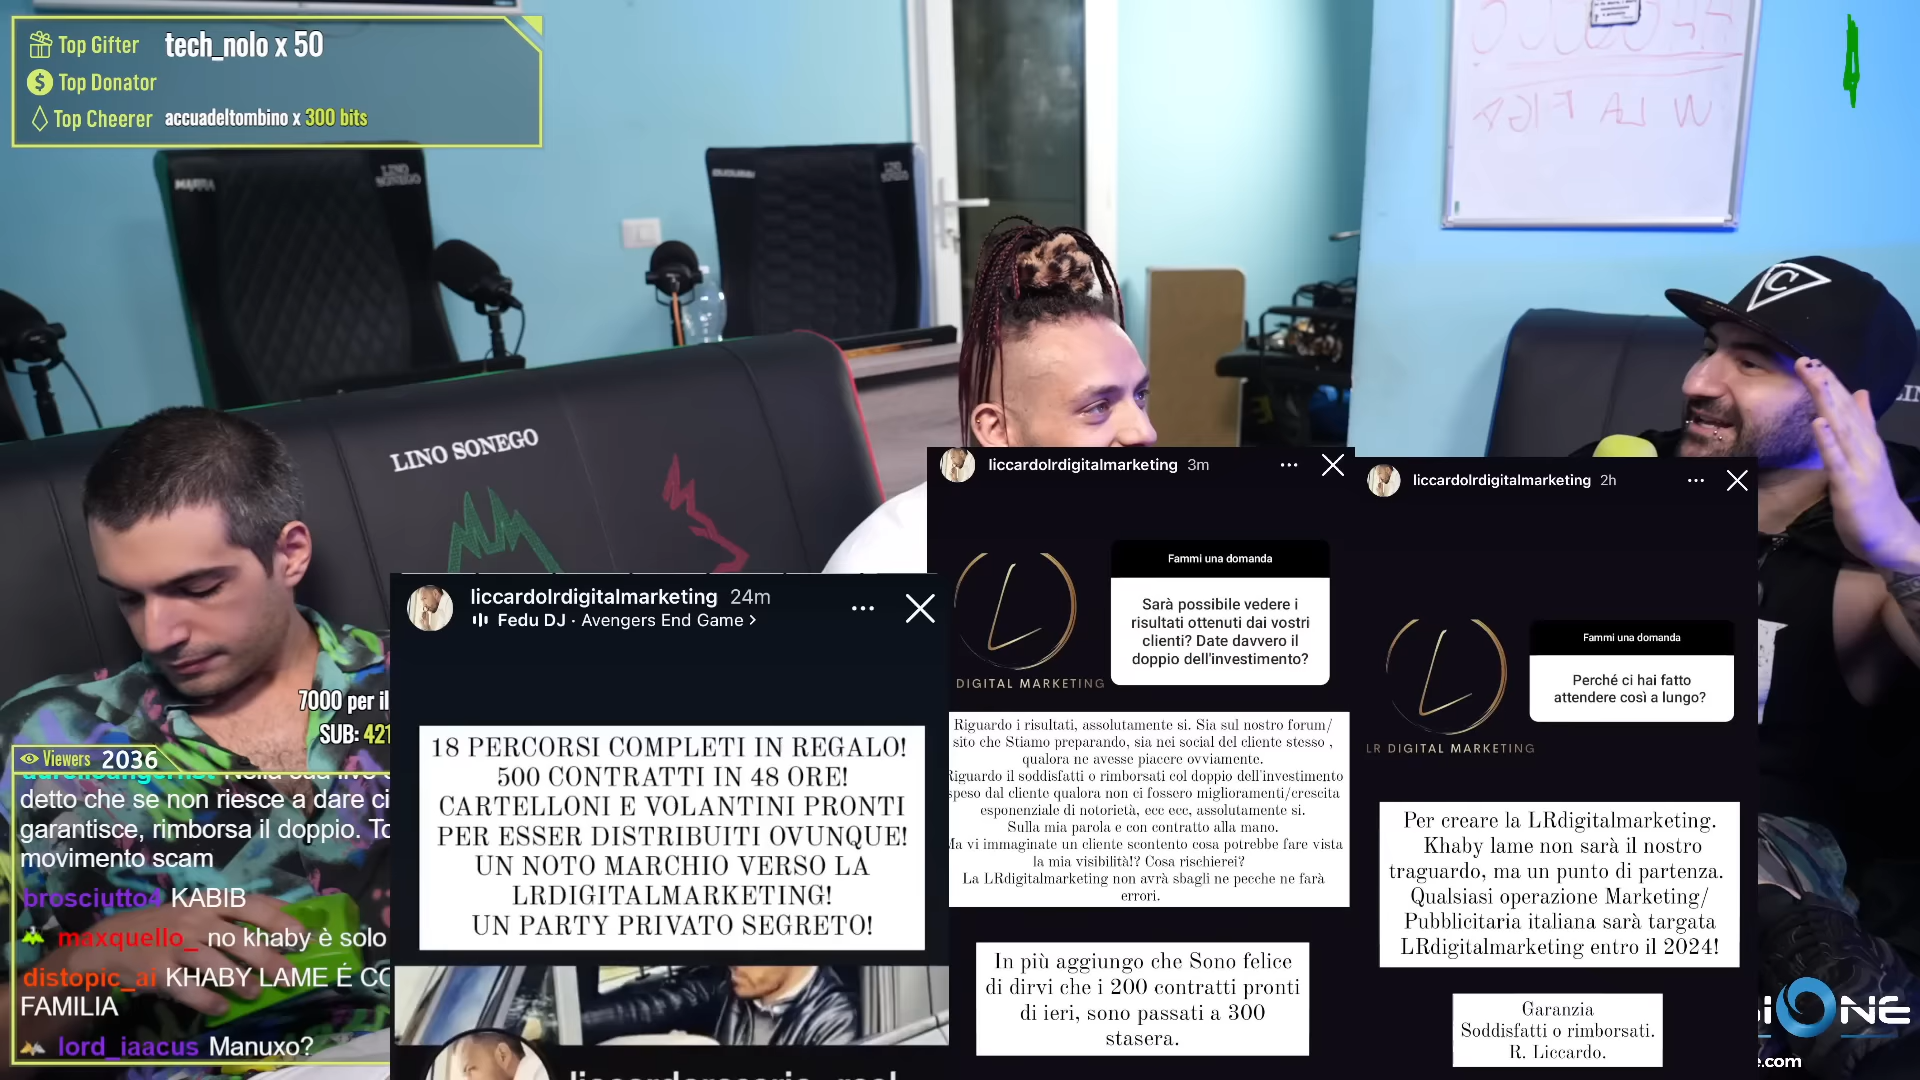 Top Gifter tech_nolo x 50
Top Donator
Top Cheerer accuadeltombino x 300 bits
LINO SONEGO
LINO SONEGO
W LA FIGA
C
LINO SONEGO
7000 per il
SUB: 421
Viewers 2036
detto che se non riesce a dare ci
garantisce, rimborsa il doppio. To
movimento scam
brosciutto4 KABIB
maxquello_ no khaby è solo
distopic_ai KHABY LAME È CO
FAMILIA
lord_iaacus Manuxo?
liccardolrdigitalmarketing 24m
Fedu DJ · Avengers End Game >
18 PERCORSI COMPLETI IN REGALO!
500 CONTRATTI IN 48 ORE!
CARTELLONI E VOLANTINI PRONTI
PER ESSER DISTRIBUITI OVUNQUE!
UN NOTO MARCHIO VERSO LA
LRDIGITALMARKETING!
UN PARTY PRIVATO SEGRETO!
liccardolrdigitalmarketing 3m
Fammi una domanda
Sarà possibile vedere i
risultati ottenuti dai vostri
clienti? Date davvero il
doppio dell'investimento?
DIGITAL MARKETING
Riguardo i risultati, assolutamente si. Sia sul nostro forum/
sito che Stiamo preparando, sia nei social del cliente stesso ,
qualora ne avesse piacere ovviamente.
Riguardo il soddisfatti o rimborsati col doppio dell'investimento
speso dal cliente qualora non ci fossero miglioramenti/crescita
esponenziale di notorietà, ecc ecc, assolutamente si.
Sulla mia parola e con contratto alla mano.
Ma vi immaginate un cliente scontento cosa potrebbe fare vista
la mia visibilità!? Cosa rischierei?
La LRdigitalmarketing non avrà sbagli ne pecche ne farà
errori.
In più aggiungo che Sono felice
di dirvi che i 200 contratti pronti
di ieri, sono passati a 300
stasera.
liccardolrdigitalmarketing 2h
Fammi una domanda
Perché ci hai fatto
attendere così a lungo?
LR DIGITAL MARKETING
Per creare la LRdigitalmarketing.
Khaby lame non sarà il nostro
traguardo, ma un punto di partenza.
Qualsiasi operazione Marketing/
Pubblicitaria italiana sarà targata
LRdigitalmarketing entro il 2024!
Garanzia
Soddisfatti o rimborsati.
R. Liccardo.
iONE
e.com